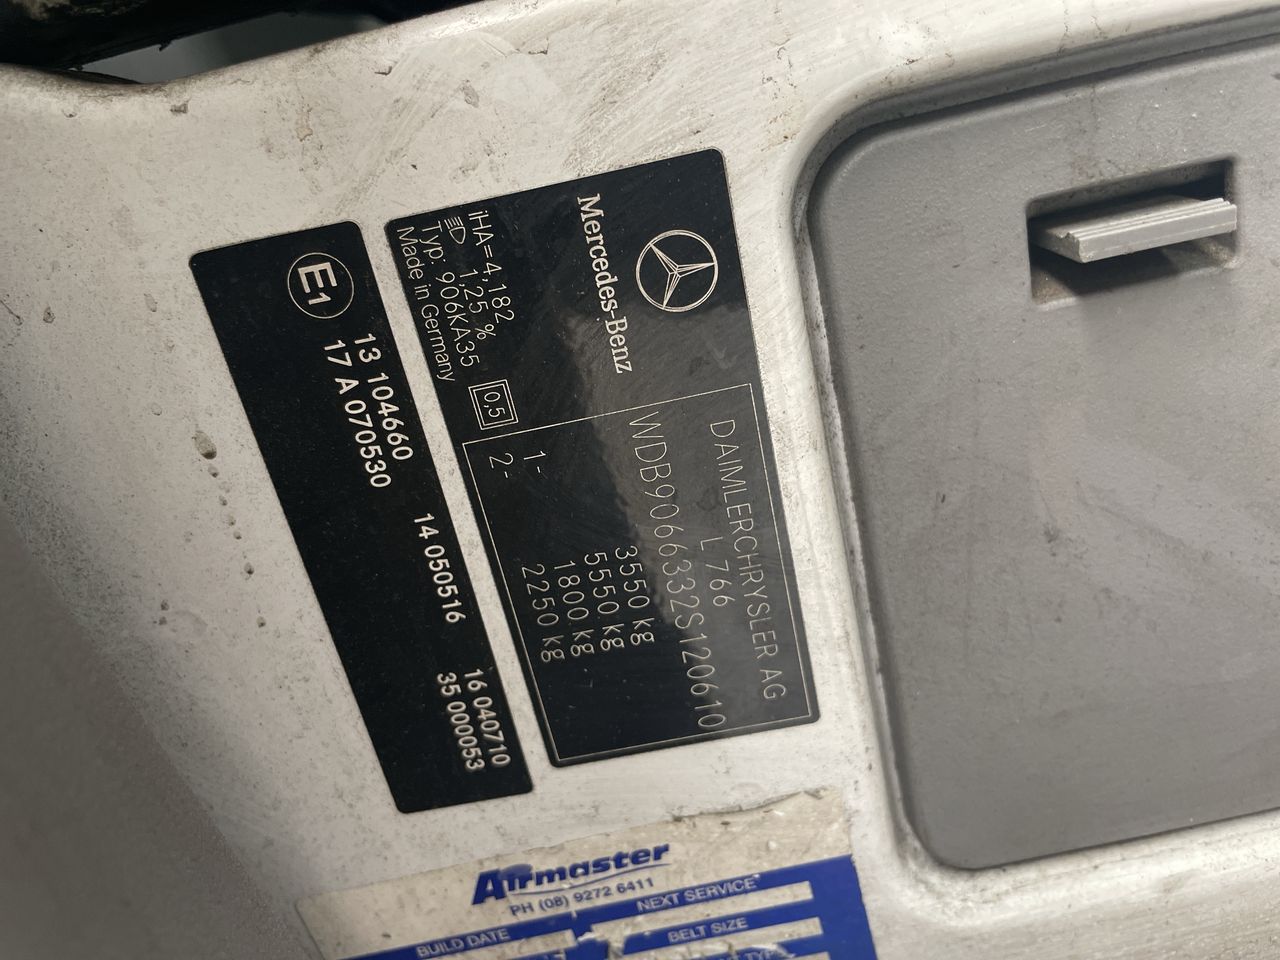 Mercedes-Benz
iHA=4,182
1,25 %
Typ: 906KA35
Made in Germany
0,5
DAIMLERCHRYSLER AG
L 766
WDB9066332S120610
3550 kg
5550 kg
1- 1800 kg
2- 2250 kg
E1
13 104660 14 050516 16 040710
17 A 070530 35 000053
Airmaster
PH (08) 9272 6411
BUILD DATE
NEXT SERVICE
BELT SIZE
TYPE